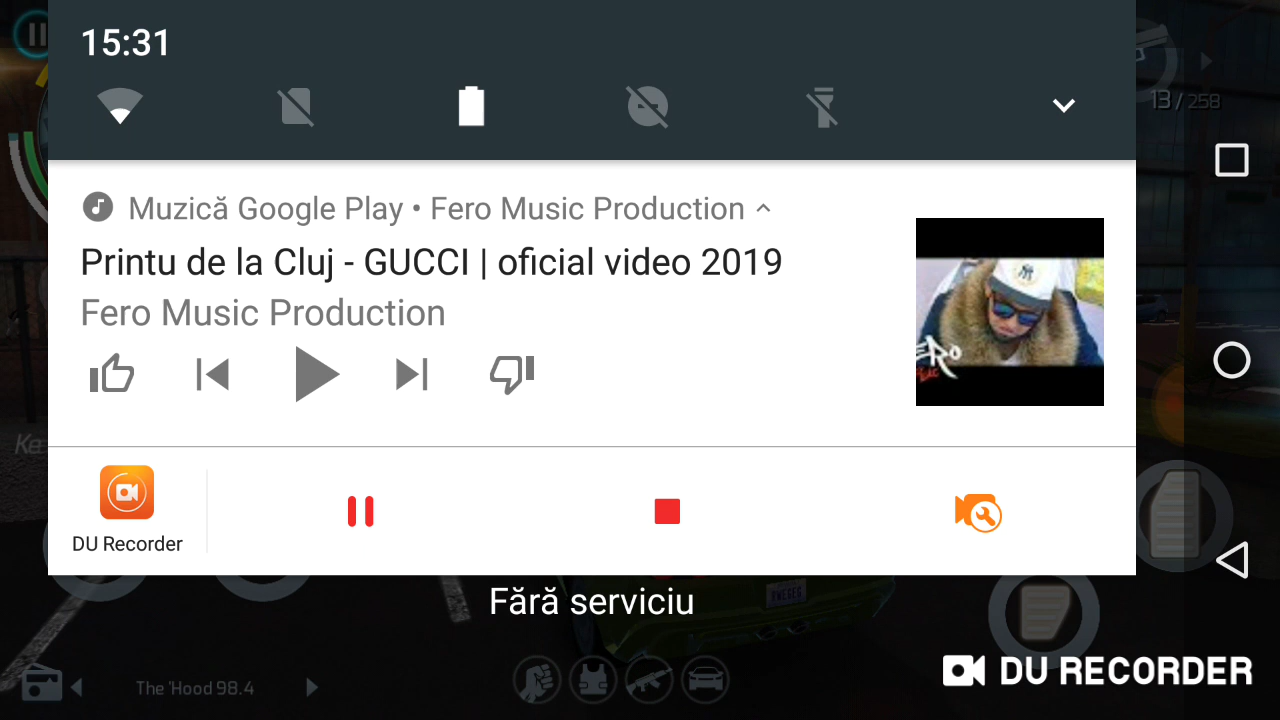 15:31
13 / 258
Muzică Google Play • Fero Music Production
Printu de la Cluj - GUCCI | oficial video 2019
Fero Music Production
DU Recorder
Fără serviciu
The 'Hood 98.4
DU RECORDER